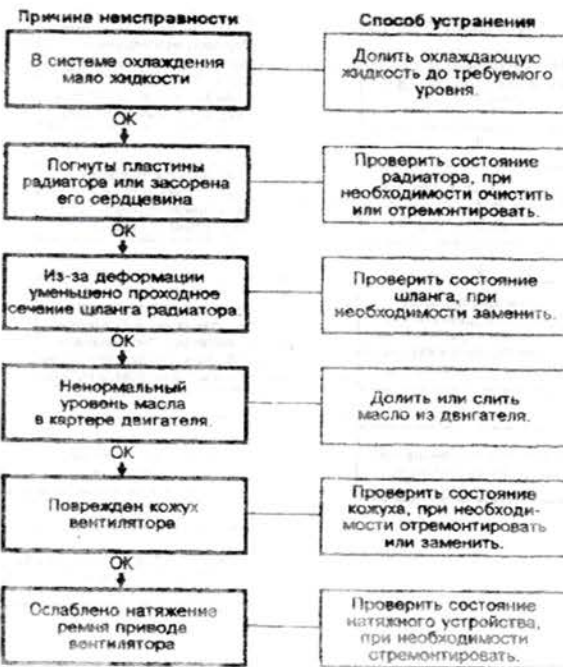 Причина неисправности
Способ устранения
В системе охлаждения
мало жидкости
Долить охлаждающую
жидкость до требуемого
уровня.
ОК
Погнуты пластины
радиатора или засорена
его сердцевина
Проверить состояние
радиатора, при
необходимости очистить
или отремонтировать.
ОК
Из-за деформации
уменьшено проходное
сечение шланга радиатора.
Проверить состояние
шланга, при
необходимости заменить.
ОК
Ненормальный
уровень масла
в картере двигателя.
Долить или слить
масло из двигателя.
ОК
Поврежден кожух
вентилятора
Проверить состояние
кожуха, при необходи-
мости отремонтировать
или заменить.
ОК
Ослаблено натяжение
ремня привода
вентилятора
Проверить состояние
натяжного устройства,
при необходимости
отремонтировать.